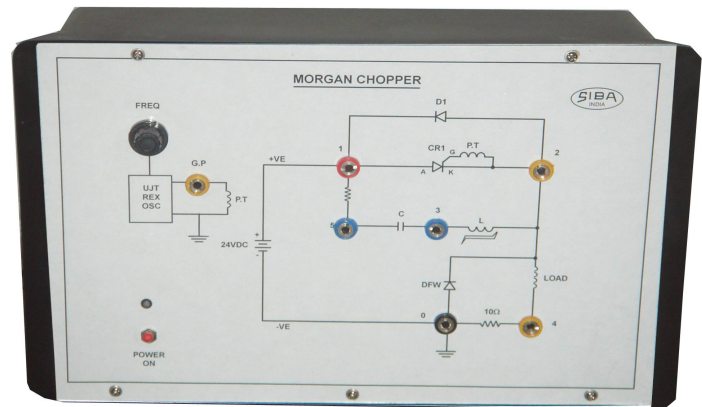 MORGAN CHOPPER
SIBA
INDIA
FREQ
G.P
UJT
REX
OSC
P.T
D1
1
+VE
CR1
G
P.T
A
K
2
5
C
3
L
+
24VDC
-
DFW
LOAD
0
10Ω
4
-VE
POWER
ON